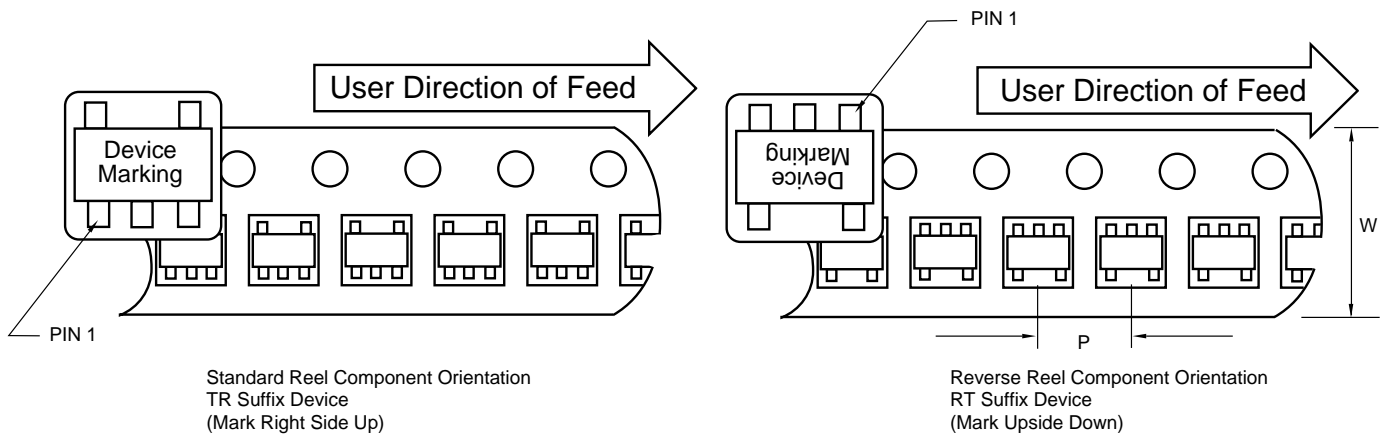 PIN 1
User Direction of Feed
Device
Marking
PIN 1
Standard Reel Component Orientation
TR Suffix Device
(Mark Right Side Up)
PIN 1
User Direction of Feed
Device
Marking
W
P
Reverse Reel Component Orientation
RT Suffix Device
(Mark Upside Down)